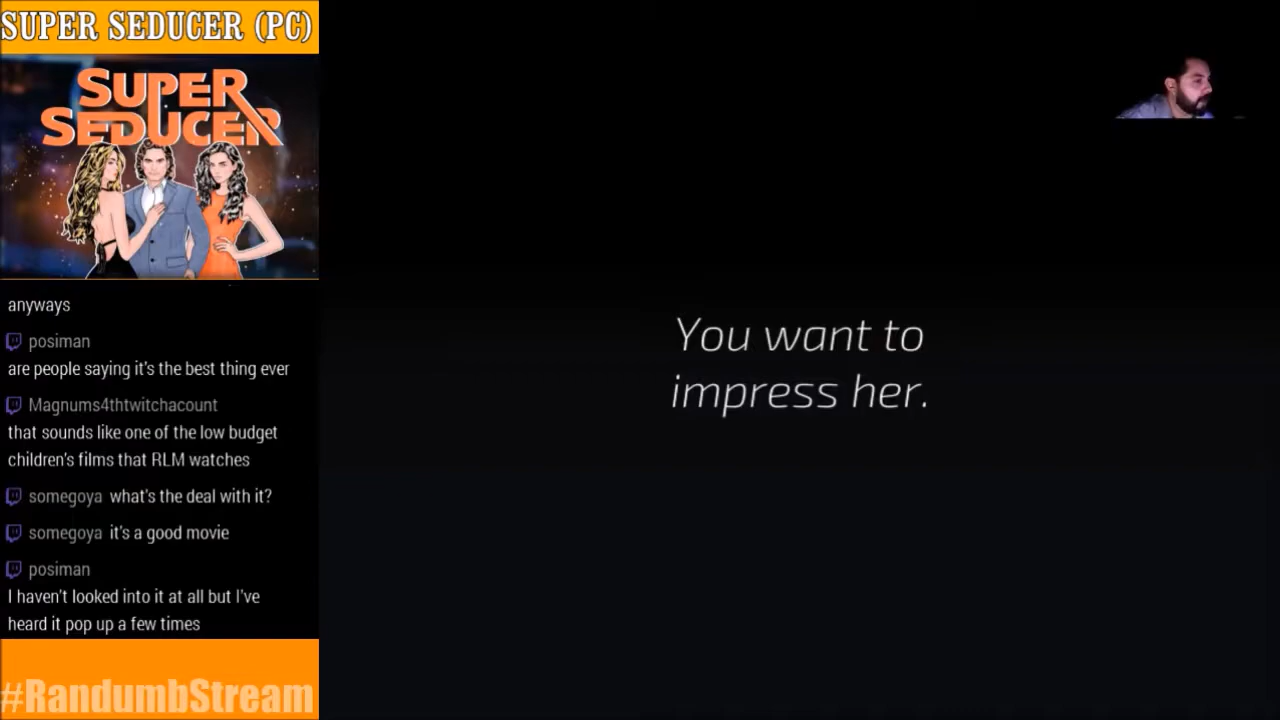 SUPER SEDUCER (PC)
SUPER
SEDUCER
anyways
posiman
are people saying it's the best thing ever
Magnums4thtwitchacount
that sounds like one of the low budget
children's films that RLM watches
somegoya what's the deal with it?
somegoya it's a good movie
posiman
I haven't looked into it at all but I've
heard it pop up a few times
#RandumbStream
You want to
impress her.